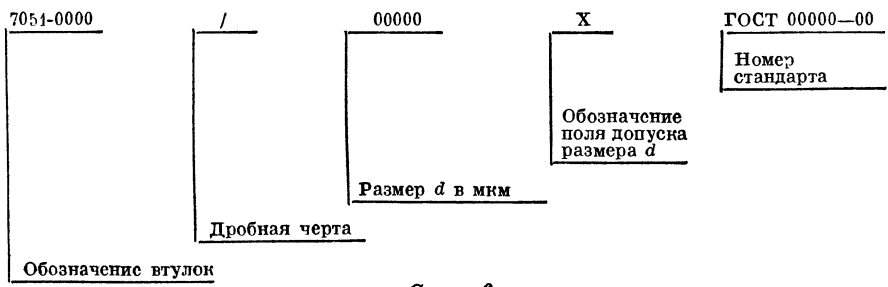 7051-0000 / 00000 X ГОСТ 00000—00
Номер
стандарта
Обозначение
поля допуска
размера d
Размер d в мкм
Дробная черта
Обозначение втулок